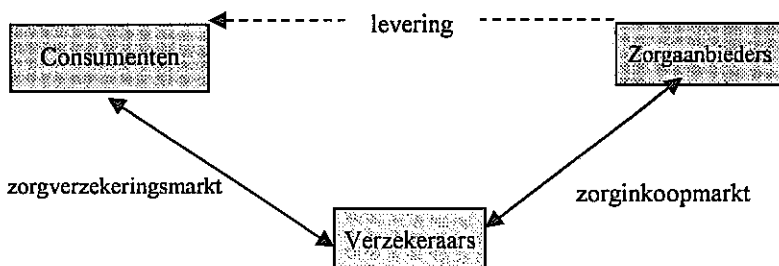 levering
Consumenten
Zorgaanbieders
zorgverzekeringsmarkt
zorginkoopmarkt
Verzekeraars